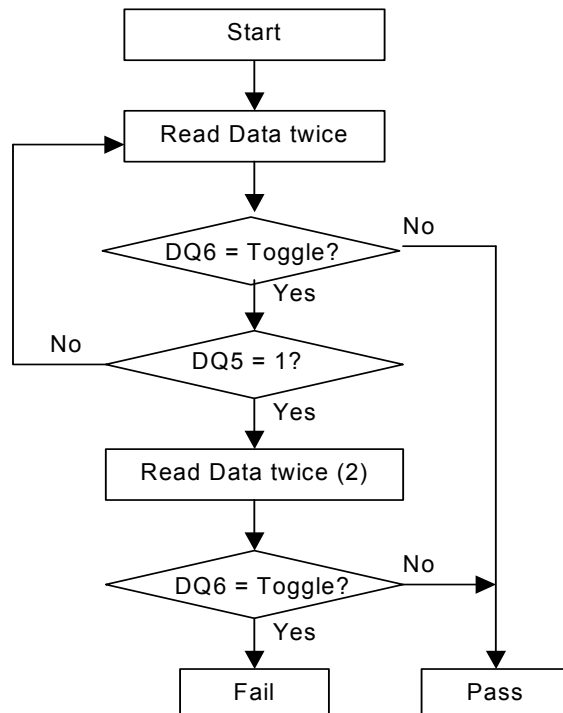 Start
Read Data twice
DQ6 = Toggle?
No
Yes
No
DQ5 = 1?
Yes
Read Data twice (2)
DQ6 = Toggle?
No
Yes
Fail
Pass